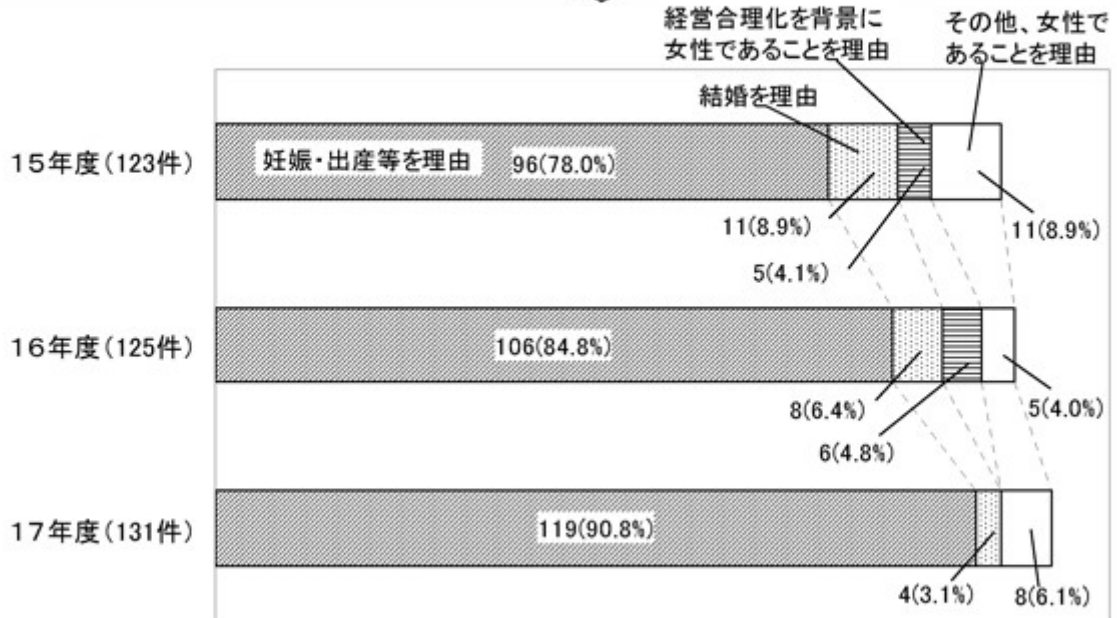 経営合理化を背景に
女性であることを理由
その他、女性で
あることを理由
結婚を理由
15年度(123件)
妊娠・出産等を理由
96(78.0%)
11(8.9%)
5(4.1%)
11(8.9%)
16年度(125件)
106(84.8%)
8(6.4%)
6(4.8%)
5(4.0%)
17年度(131件)
119(90.8%)
4(3.1%)
8(6.1%)